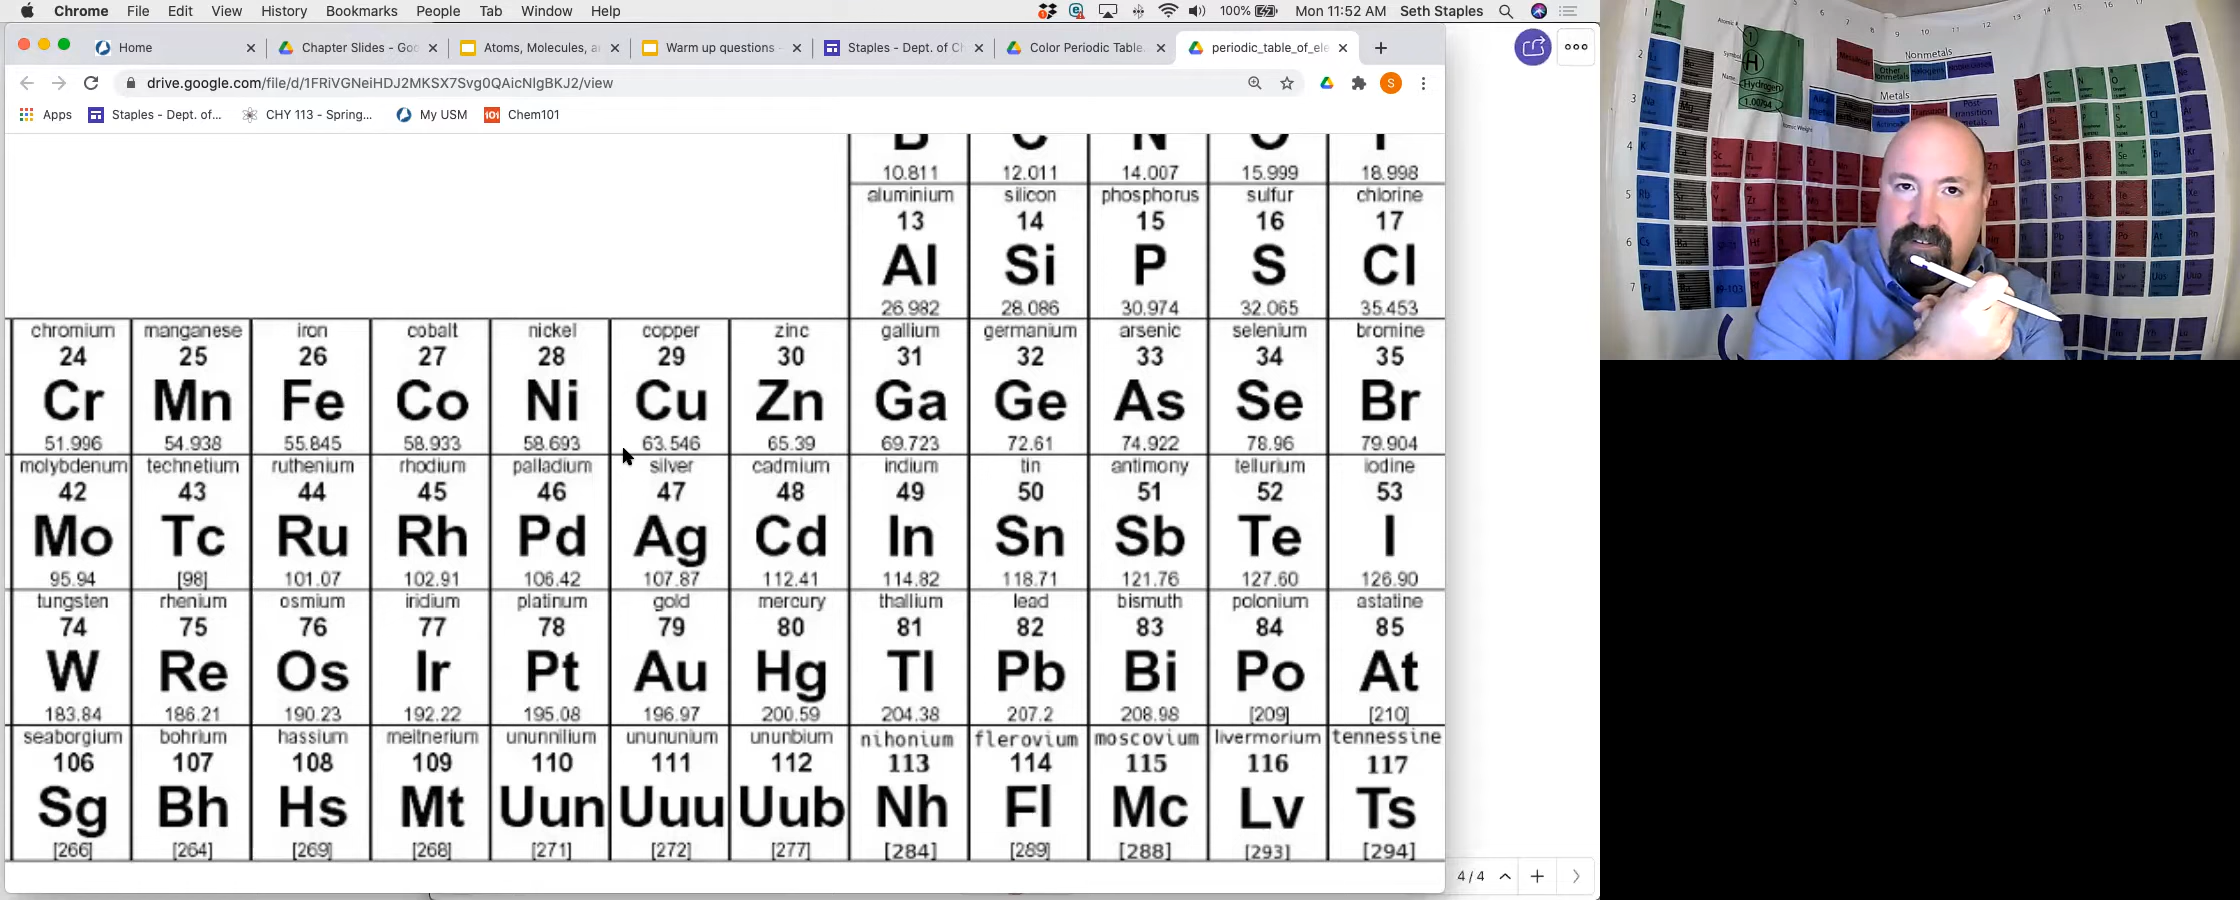 Chrome File Edit View History Bookmarks People Tab Window Help 100% Mon 11:52 AM Seth Staples
Home Chapter Slides - Goo Atoms, Molecules, a Warm up questions - Staples - Dept. of C Color Periodic Table. periodic_table_of_ele
drive.google.com/file/d/1FRiVGNeiHDJ2MKSX7Svg0QAicNIgBKJ2/view S
Apps Staples - Dept. of... CHY 113 - Spring... My USM 101 Chem101
B C N O F
10.811 12.011 14.007 15.999 18.998
aluminium silicon phosphorus sulfur chlorine
13 14 15 16 17
Al Si P S Cl
26.982 28.086 30.974 32.065 35.453
chromium manganese iron cobalt nickel copper zinc gallium germanium arsenic selenium bromine
24 25 26 27 28 29 30 31 32 33 34 35
Cr Mn Fe Co Ni Cu Zn Ga Ge As Se Br
51.996 54.938 55.845 58.933 58.693 63.546 65.39 69.723 72.61 74.922 78.96 79.904
molybdenum technetium ruthenium rhodium palladium silver cadmium indium tin antimony tellurium iodine
42 43 44 45 46 47 48 49 50 51 52 53
Mo Tc Ru Rh Pd Ag Cd In Sn Sb Te I
95.94 [98] 101.07 102.91 106.42 107.87 112.41 114.82 118.71 121.76 127.60 126.90
tungsten rhenium osmium iridium platinum gold mercury thallium lead bismuth polonium astatine
74 75 76 77 78 79 80 81 82 83 84 85
W Re Os Ir Pt Au Hg Tl Pb Bi Po At
183.84 186.21 190.23 192.22 195.08 196.97 200.59 204.38 207.2 208.98 [209] [210]
seaborgium bohrium hassium meitnerium ununnilium unununium ununbium nihonium flerovium moscovium livermorium tennessine
106 107 108 109 110 111 112 113 114 115 116 117
Sg Bh Hs Mt Uun Uuu Uub Nh Fl Mc Lv Ts
[266] [264] [269] [268] [271] [272] [277] [284] [289] [288] [293] [294]
4 / 4
Nonmetals
Metals
Hydrogen
1.00794